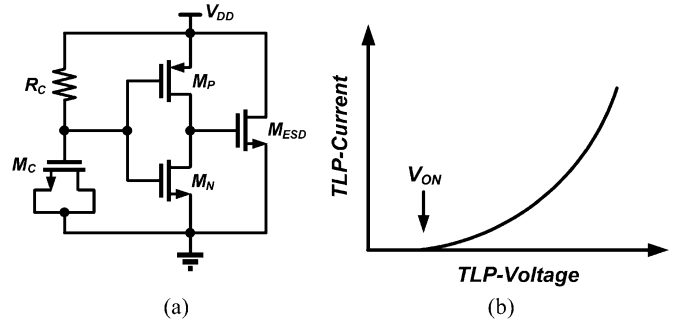 V_DD
R_C
M_P
M_ESD
M_C
M_N
(a)
TLP-Current
V_ON
TLP-Voltage
(b)